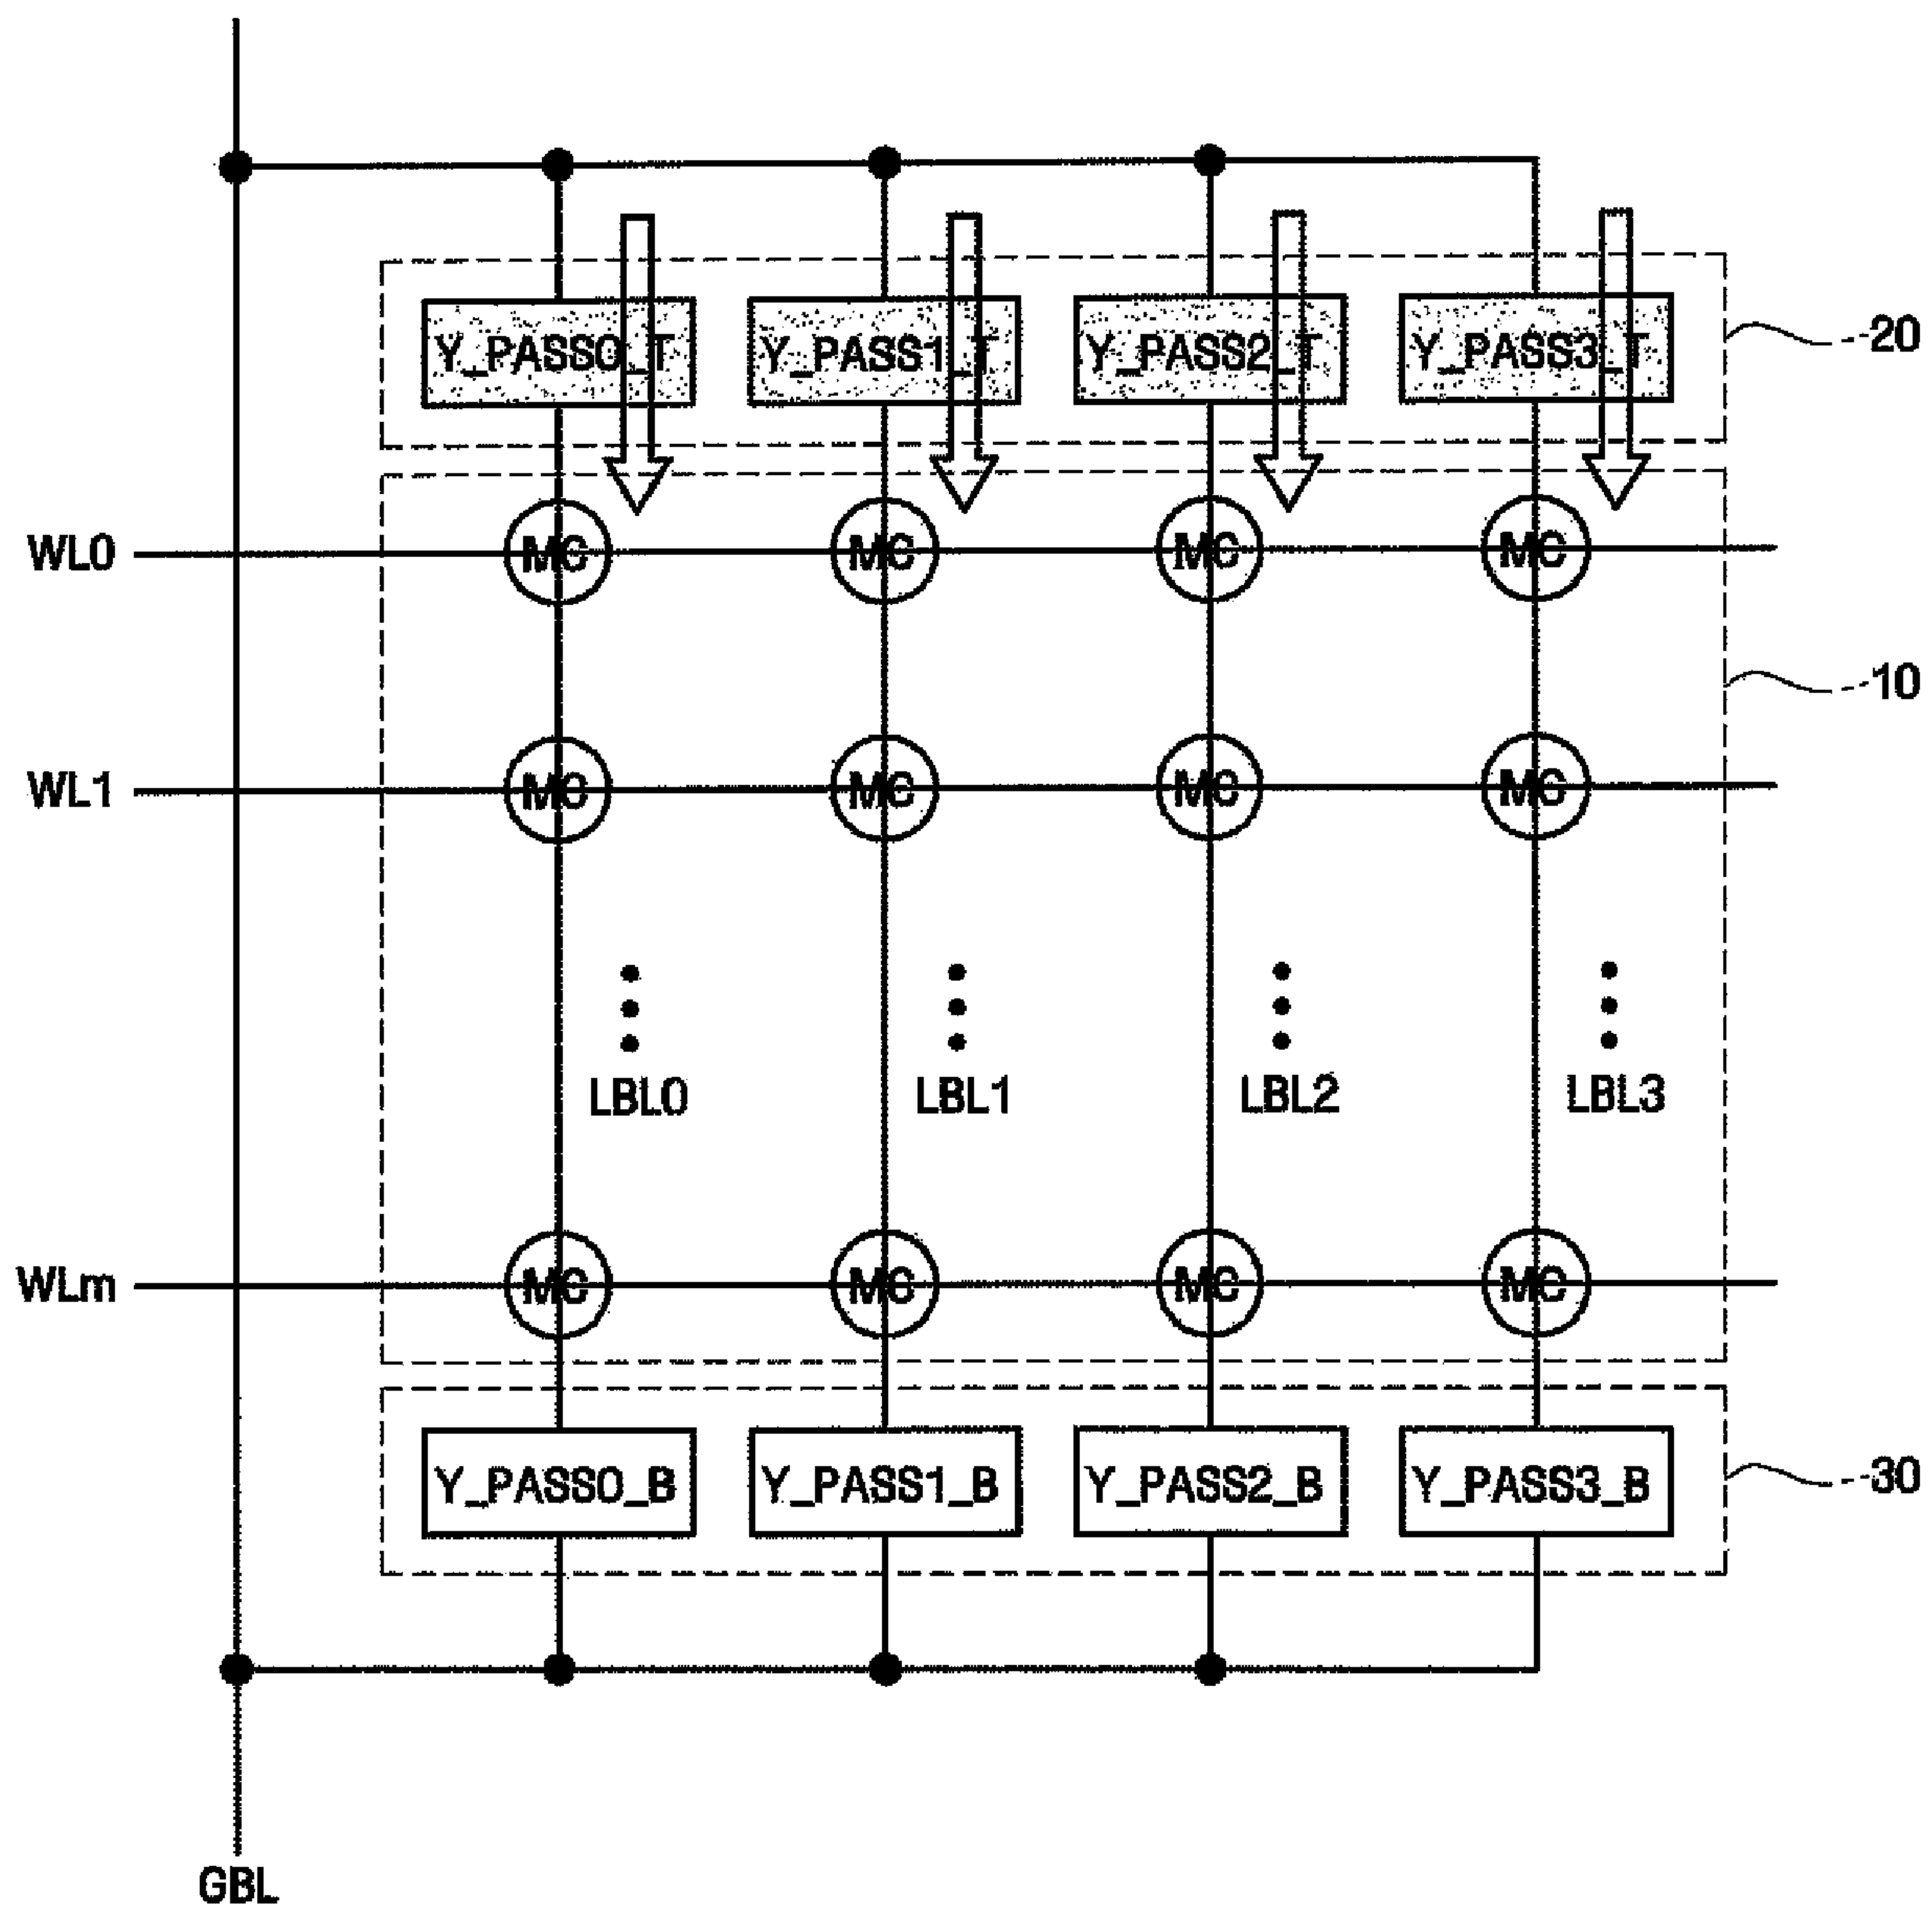 Y_PASS0_T Y_PASS1_T Y_PASS2_T Y_PASS3_T
20
WL0 MC MC MC MC
10
WL1 MC MC MC MC
LBL0 LBL1 LBL2 LBL3
WLm MC MC MC MC
Y_PASS0_B Y_PASS1_B Y_PASS2_B Y_PASS3_B
30
GBL